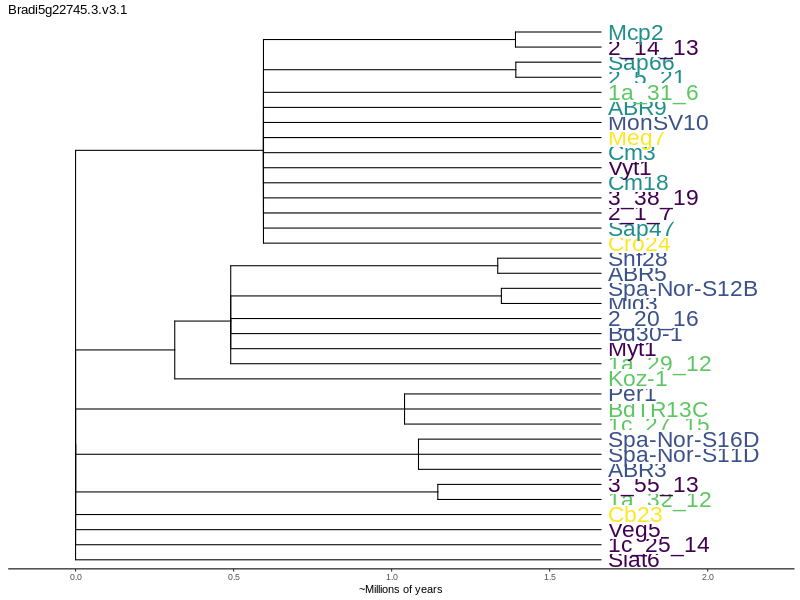 Bradi5g22745.3.v3.1
Mcp2
2_14_13
Sap66
2_5_21
1a_31_6
ABR9
MonSV10
Meg7
Cm3
Vyt1
Cm18
3_38_19
2_1_7
Sap47
Cro24
Shf28
ABR5
Spa-Nor-S12B
Mig3
2_20_16
Bd30-1
Myt1
1a_29_12
Koz-1
Per1
BdTR13C
1c_27_15
Spa-Nor-S16D
Spa-Nor-S11D
ABR3
3_55_13
1a_32_12
Cb23
Veg5
1c_25_14
Slat6
0.0 0.5 1.0 1.5 2.0
~Millions of years